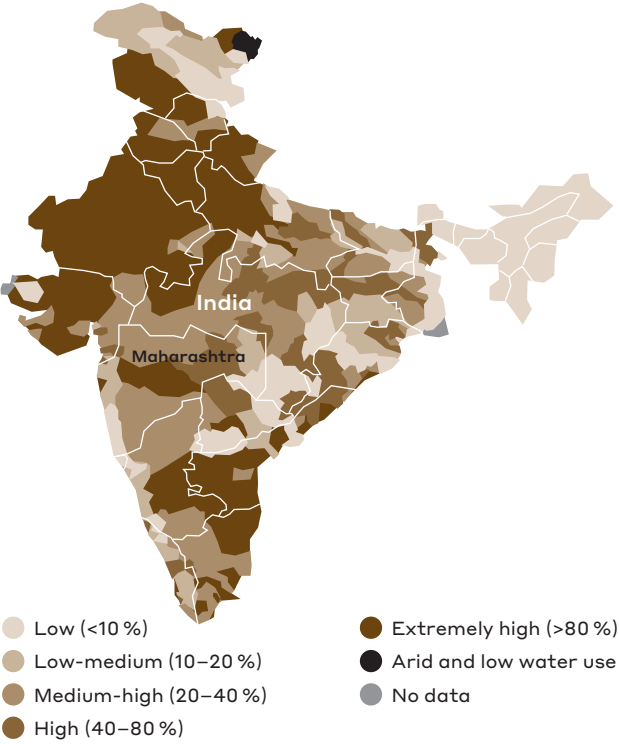 India
Maharashtra
Low (<10 %)
Low-medium (10–20 %)
Medium-high (20–40 %)
High (40–80 %)
Extremely high (>80 %)
Arid and low water use
No data